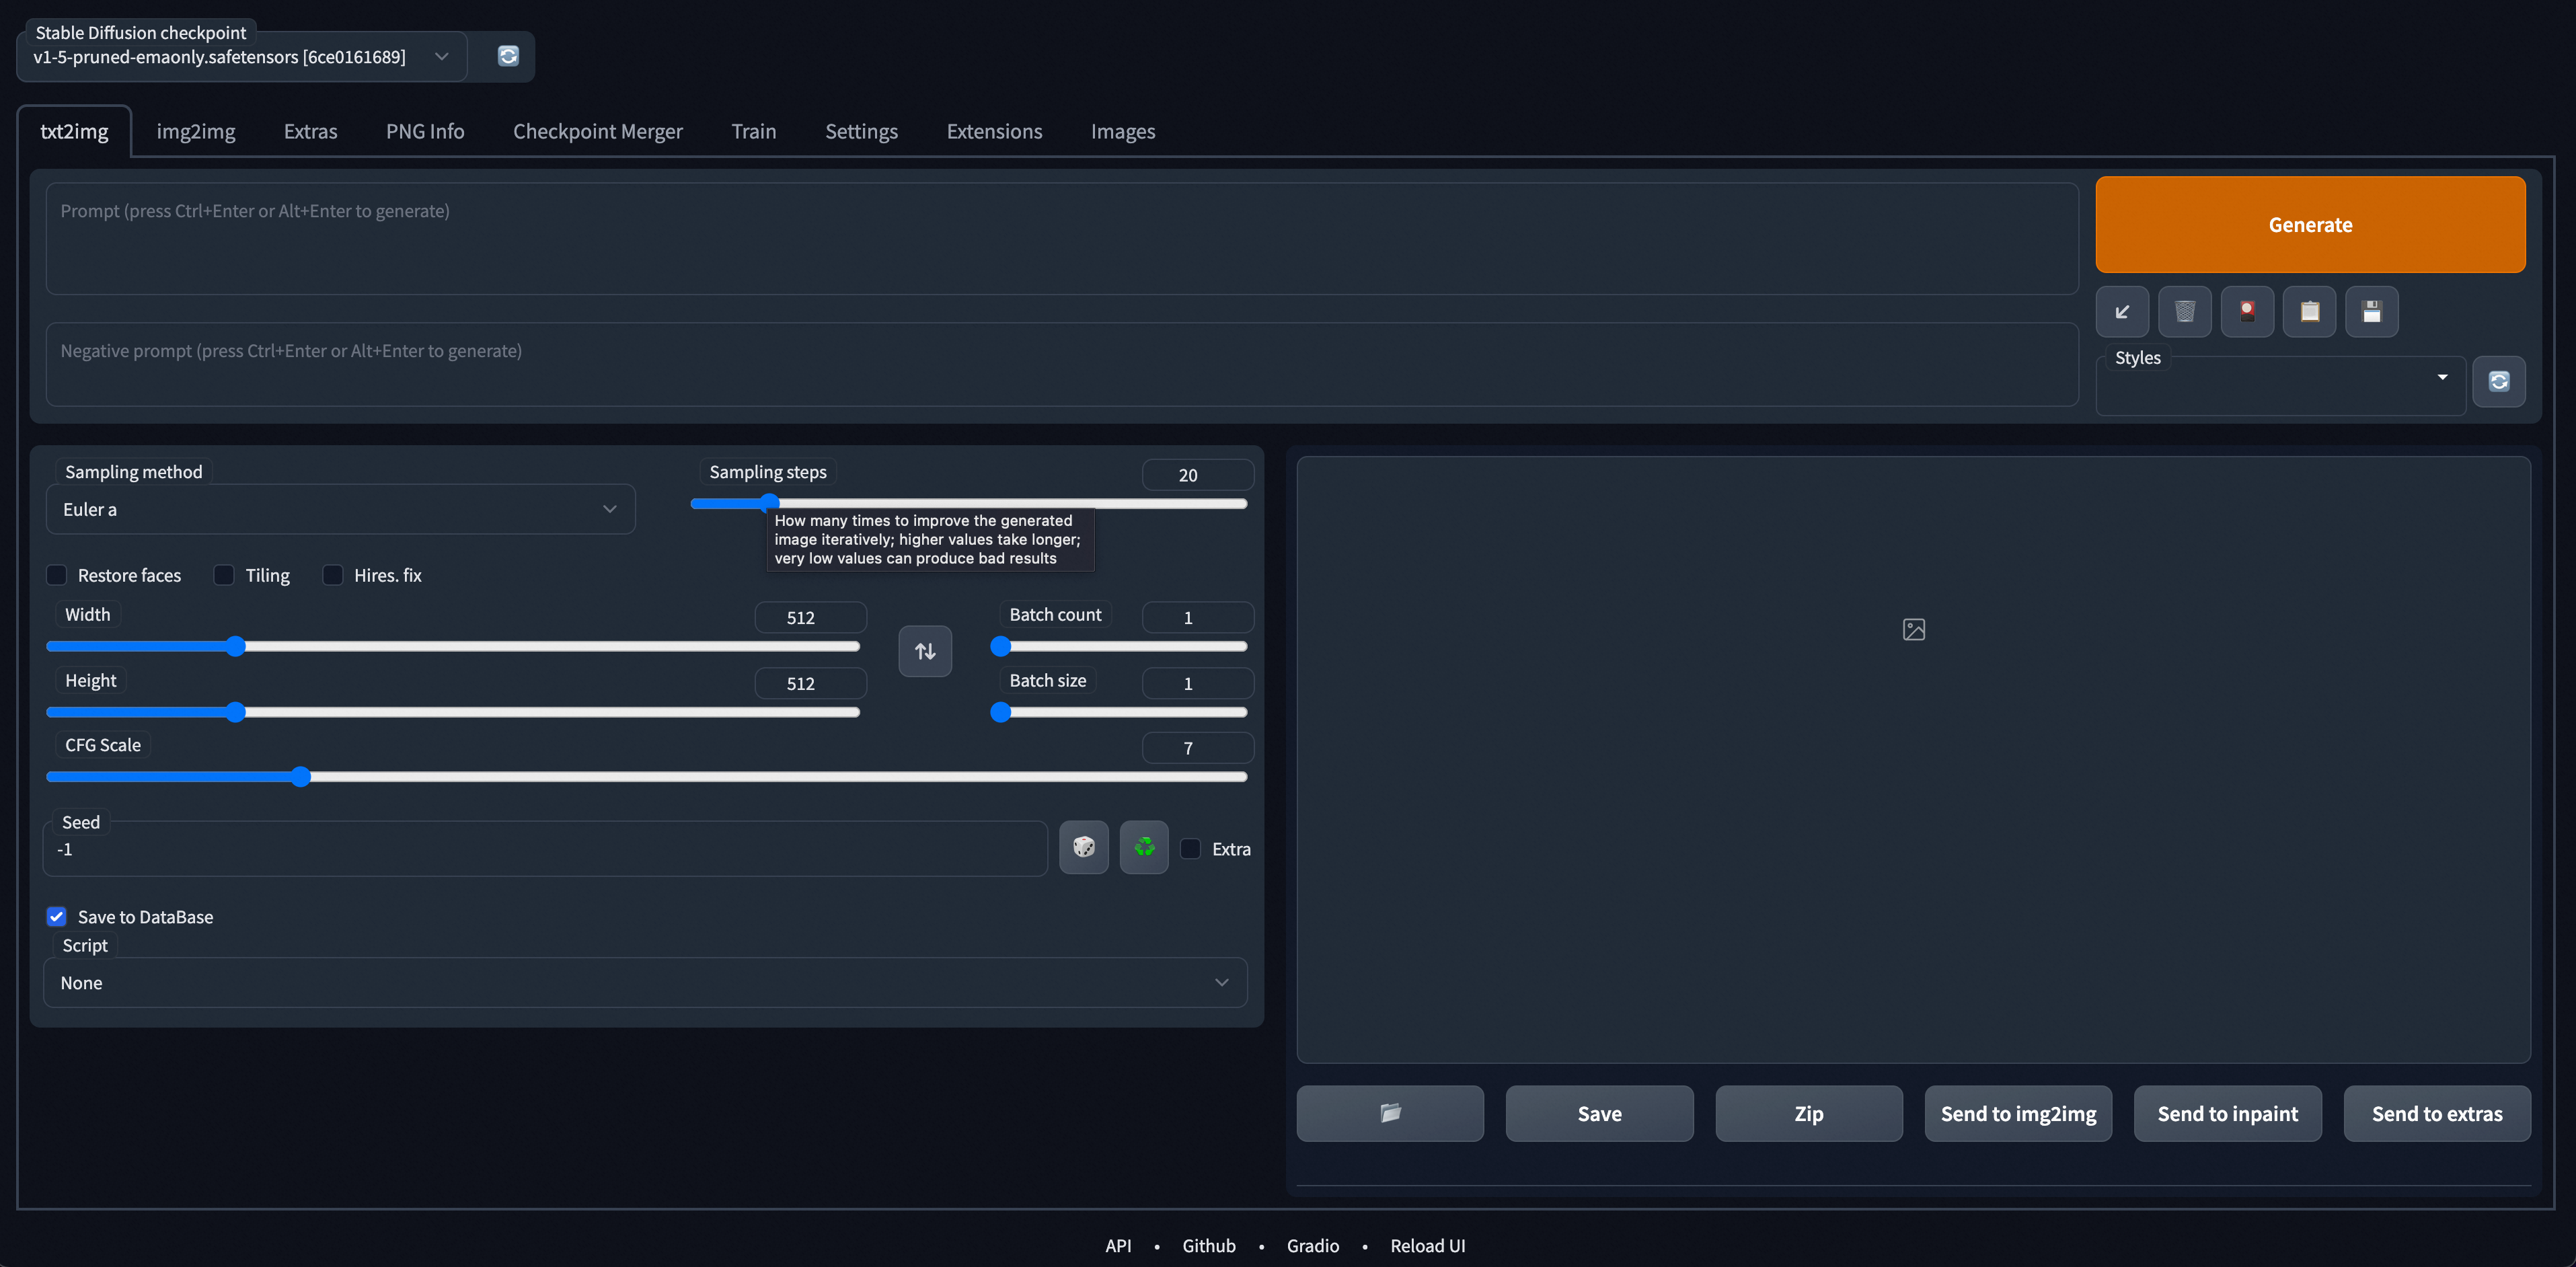 Stable Diffusion checkpoint
v1-5-pruned-emaonly.safetensors [6ce0161689]
txt2img img2img Extras PNG Info Checkpoint Merger Train Settings Extensions Images
Prompt (press Ctrl+Enter or Alt+Enter to generate)
Generate
Negative prompt (press Ctrl+Enter or Alt+Enter to generate)
Styles
Sampling method
Euler a
Sampling steps
20
How many times to improve the generated
image iteratively; higher values take longer;
very low values can produce bad results
Restore faces Tiling Hires. fix
Width 512
Batch count 1
Height 512
Batch size 1
CFG Scale 7
Seed
-1
Extra
Save to DataBase
Script
None
Save Zip Send to img2img Send to inpaint Send to extras
API • Github • Gradio • Reload UI